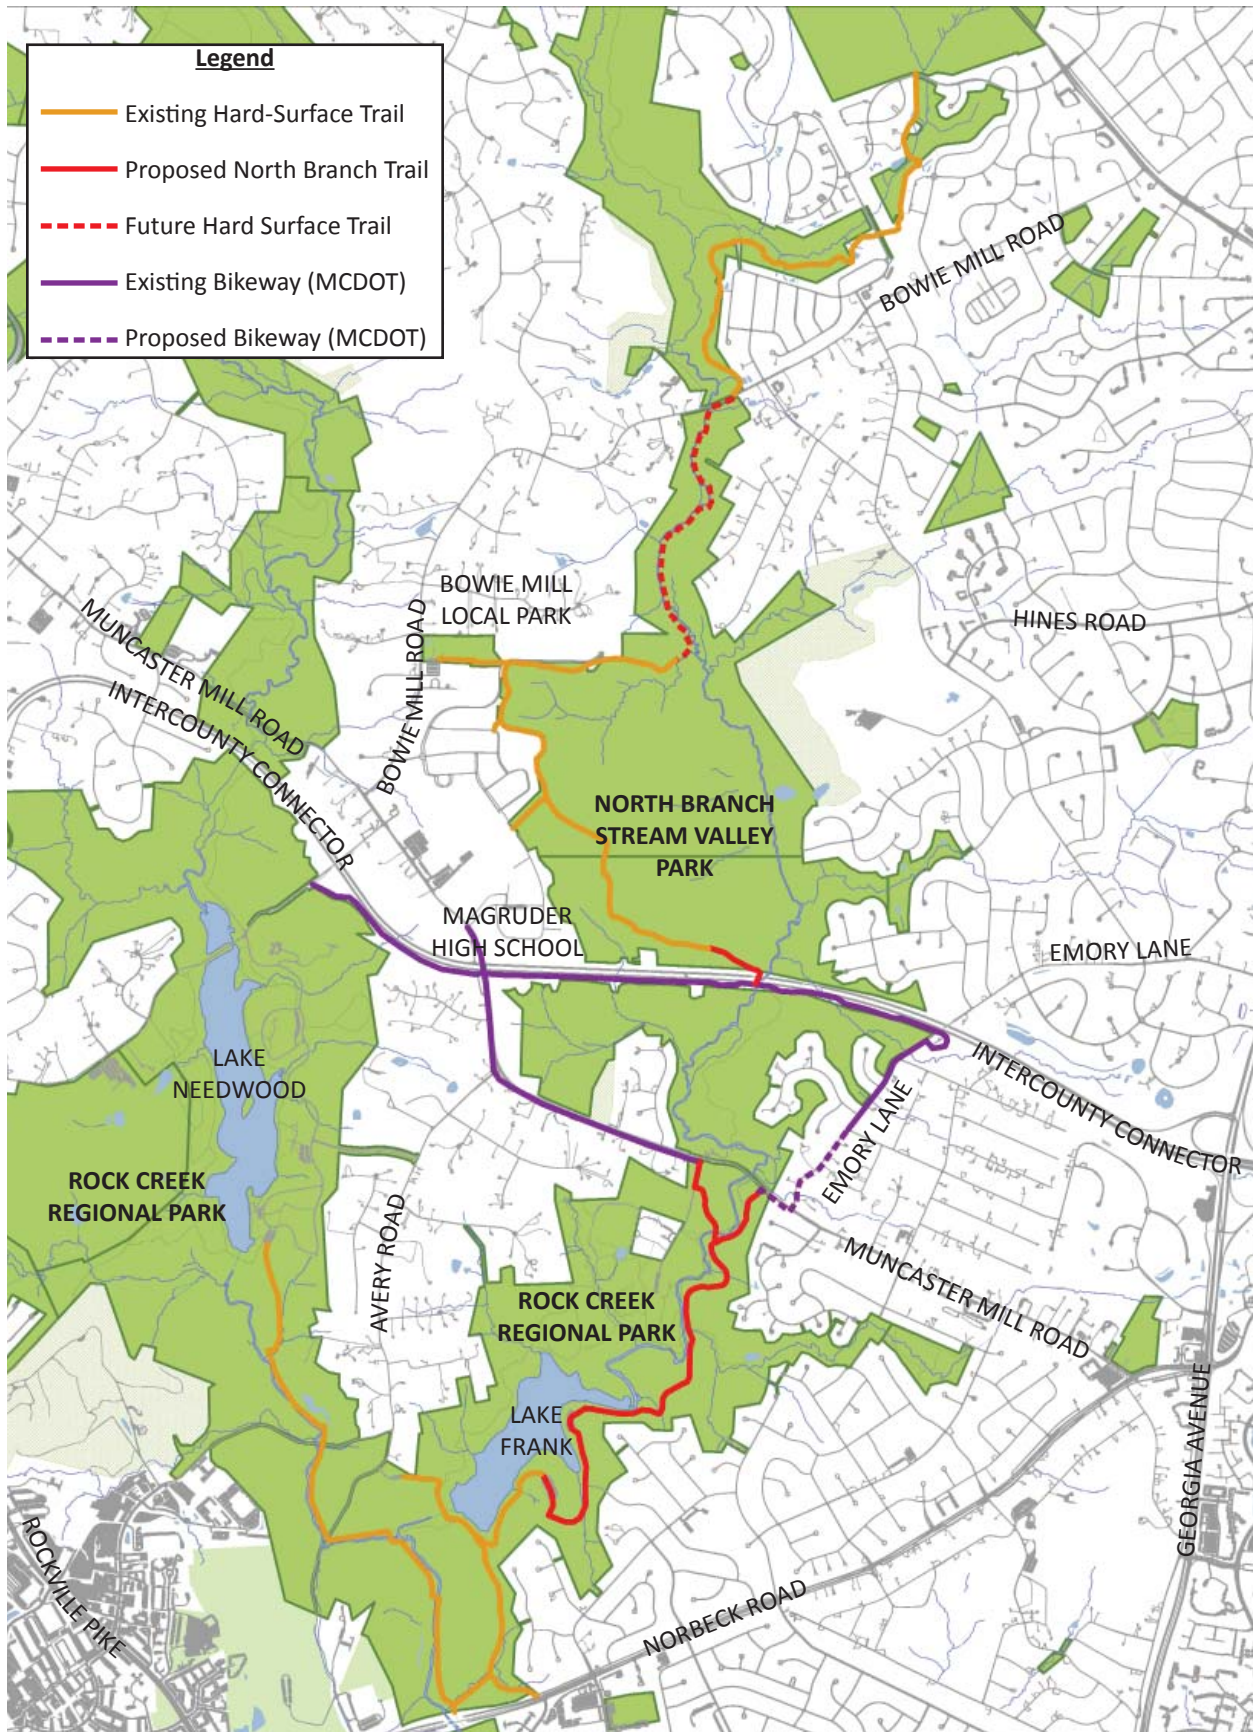 Legend
Existing Hard-Surface Trail
Proposed North Branch Trail
Future Hard Surface Trail
Existing Bikeway (MCDOT)
Proposed Bikeway (MCDOT)
BOWIE MILL ROAD
BOWIE MILL
LOCAL PARK
HINES ROAD
MUNCASTER MILL ROAD
INTERCOUNTY CONNECTOR
BOWIE MILL ROAD
NORTH BRANCH
STREAM VALLEY
PARK
MAGRUDER
HIGH SCHOOL
EMORY LANE
LAKE
NEEDWOOD
INTERCOUNTY CONNECTOR
EMORY LANE
ROCK CREEK
REGIONAL PARK
AVERY ROAD
MUNCASTER MILL ROAD
ROCK CREEK
REGIONAL PARK
LAKE
FRANK
GEORGIA AVENUE
ROCKVILLE PIKE
NORBECK ROAD